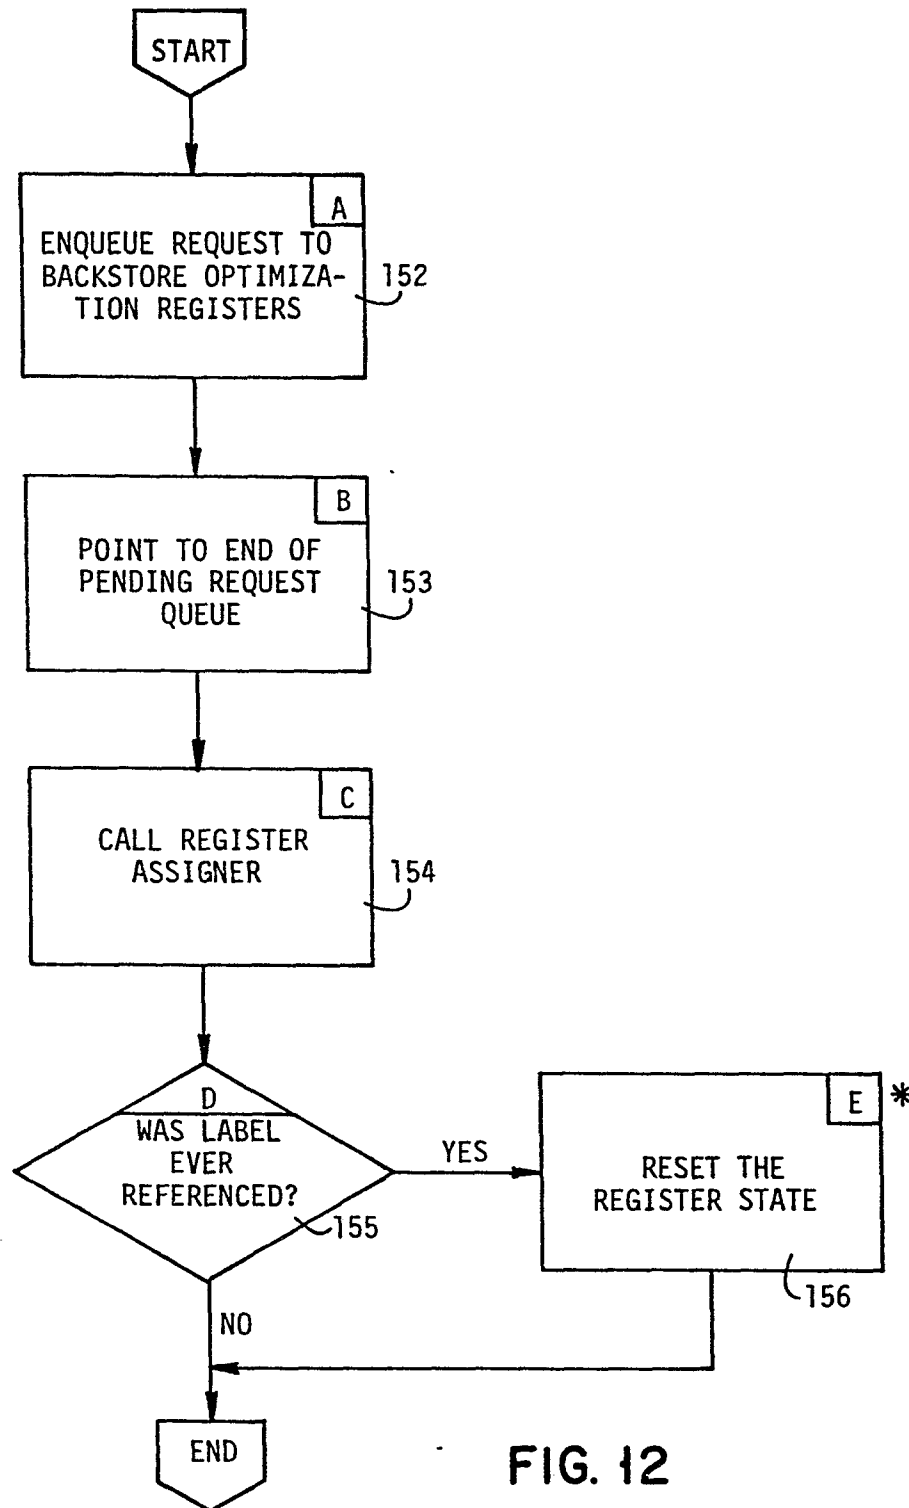 START
A
ENQUEUE REQUEST TO
BACKSTORE OPTIMIZA-
TION REGISTERS
152
B
POINT TO END OF
PENDING REQUEST
QUEUE
153
C
CALL REGISTER
ASSIGNER
154
D
WAS LABEL
EVER
REFERENCED?
155
YES
E *
RESET THE
REGISTER STATE
156
NO
END
FIG. 12